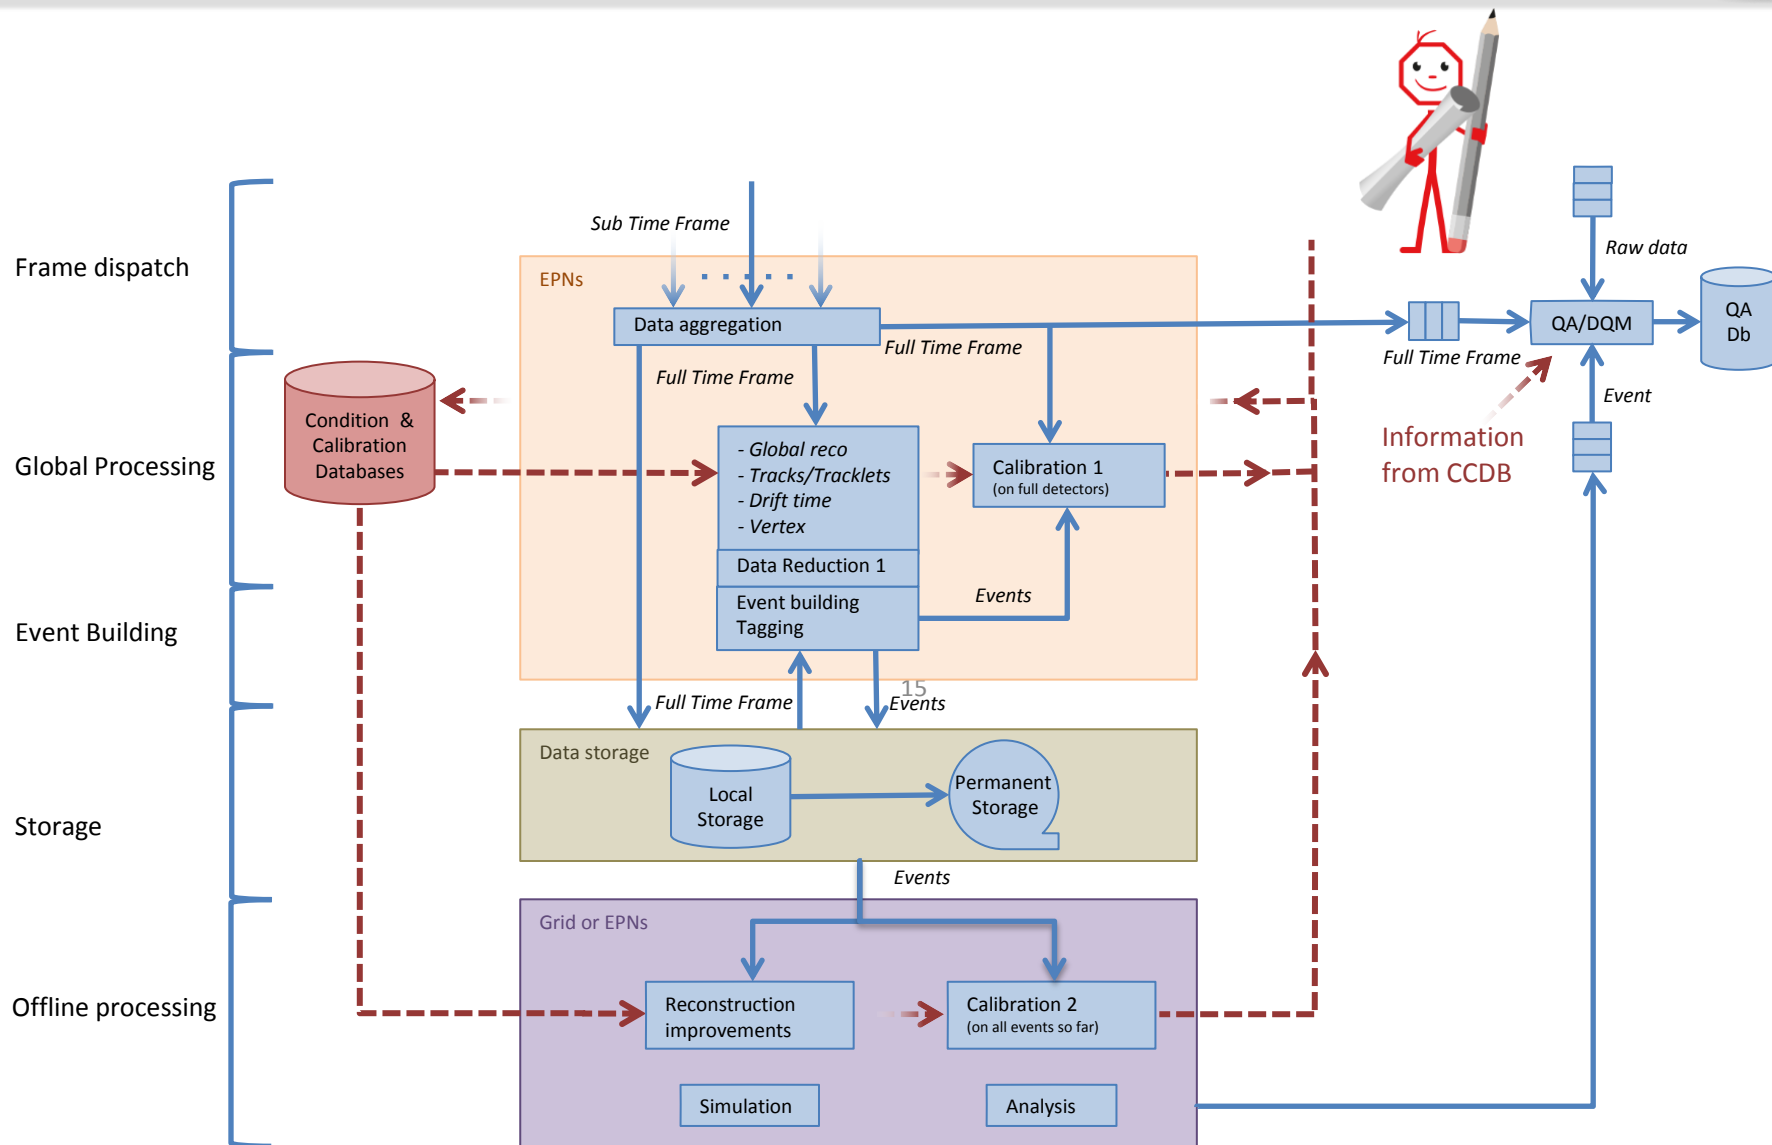 Sub Time Frame
Raw data
Frame dispatch
EPNs
Data aggregation
Full Time Frame
Full Time Frame
QA/DQM
QA
Db
Full Time Frame
Event
Condition &
Calibration
Databases
Global Processing
- Global reco
- Tracks/Tracklets
- Drift time
- Vertex
Calibration 1
(on full detectors)
Information
from CCDB
Data Reduction 1
Event building
Tagging
Events
Event Building
15
Full Time Frame
Events
Data storage
Local
Storage
Permanent
Storage
Storage
Events
Grid or EPNs
Offline processing
Reconstruction
improvements
Calibration 2
(on all events so far)
Simulation
Analysis